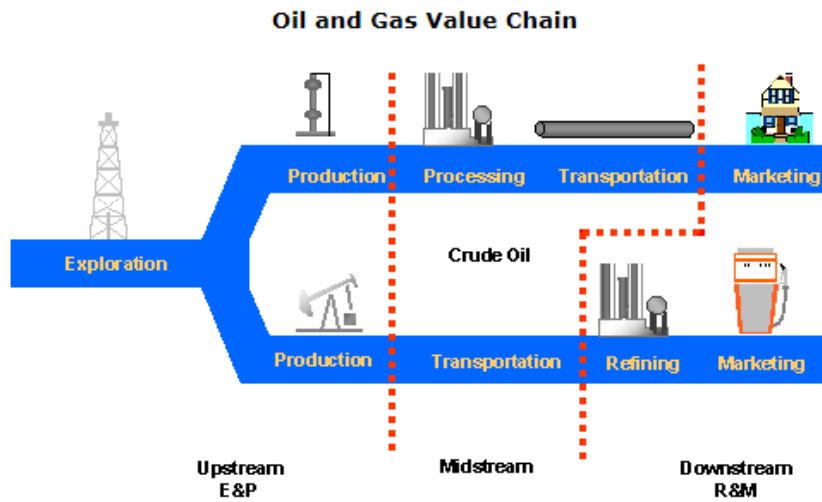 Oil and Gas Value Chain
Production
Processing
Transportation
Marketing
Exploration
Crude Oil
Production
Transportation
Refining
Marketing
Upstream
E&P
Midstream
Downstream
R&M